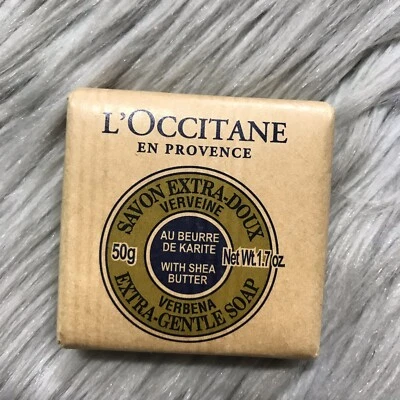 L'OCCITANE
EN PROVENCE
SAVON EXTRA-DOUX
VERVEINE
AU BEURRE
DE KARITE
50g
Net Wt. 1.7 oz.
WITH SHEA
BUTTER
VERBENA
EXTRA-GENTLE SOAP